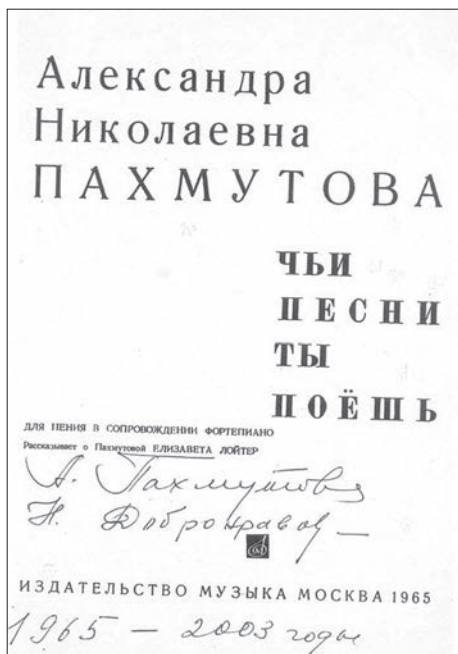 Александра
Николаевна
ПАХМУТОВА
ЧЬИ
ПЕСНИ
ТЫ
ПОЁШЬ
ДЛЯ ПЕНИЯ В СОПРОВОЖДЕНИИ ФОРТЕПИАНО
Рассказывает о Пахмутовой ЕЛИЗАВЕТА ЛОЙТЕР
А. Пахмутова
Н. Добронравов
ИЗДАТЕЛЬСТВО МУЗЫКА МОСКВА 1965
1965 – 2003 годы